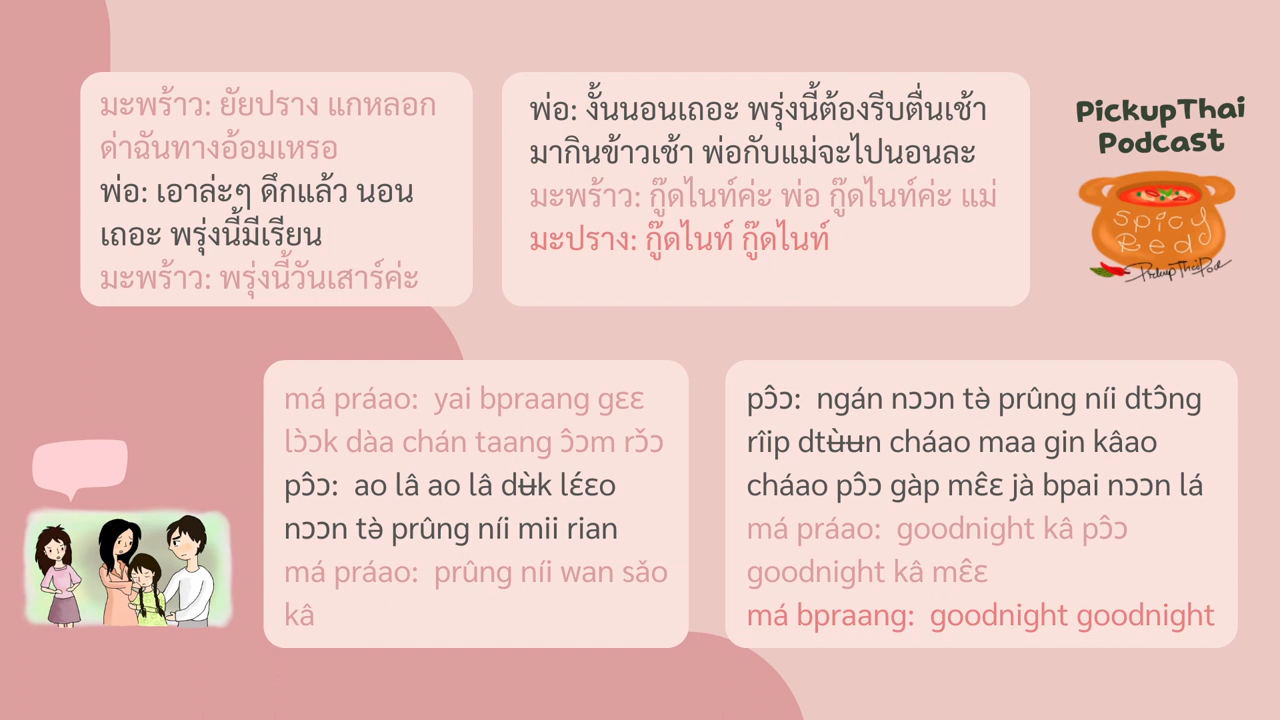 มะพร้าว: ยัยปราง แกหลอก
ด่าฉันทางอ้อมเหรอ
พ่อ: เอาล่ะๆ ดึกแล้ว นอน
เถอะ พรุ่งนี้มีเรียน
มะพร้าว: พรุ่งนี้วันเสาร์ค่ะ
พ่อ: งั้นนอนเถอะ พรุ่งนี้ต้องรีบตื่นเช้า
มากินข้าวเช้า พ่อกับแม่จะไปนอนละ
มะพร้าว: กู๊ดไนท์ค่ะ พ่อ กู๊ดไนท์ค่ะ แม่
มะปราง: กู๊ดไนท์ กู๊ดไนท์
PickupThai
Podcast
Spicy
Red
PickupThaiPod
má práao: yai bpraang gɛɛ
lɔ̀ɔk dàa chán taang ɔ̂ɔm rɔ̌ɔ
pɔ̂ɔ: ao lâ ao lâ dʉ̀k lɛ́ɛo
nɔɔn tə̀ prûng níi mii rian
má práao: prûng níi wan sǎo
kâ
pɔ̂ɔ: ngán nɔɔn tə̀ prûng níi dtɔ̂ng
rîip dtʉ̀ʉn cháao maa gin kâao
cháao pɔ̂ɔ gàp mɛ̂ɛ jà bpai nɔɔn lá
má práao: goodnight kâ pɔ̂ɔ
goodnight kâ mɛ̂ɛ
má bpraang: goodnight goodnight